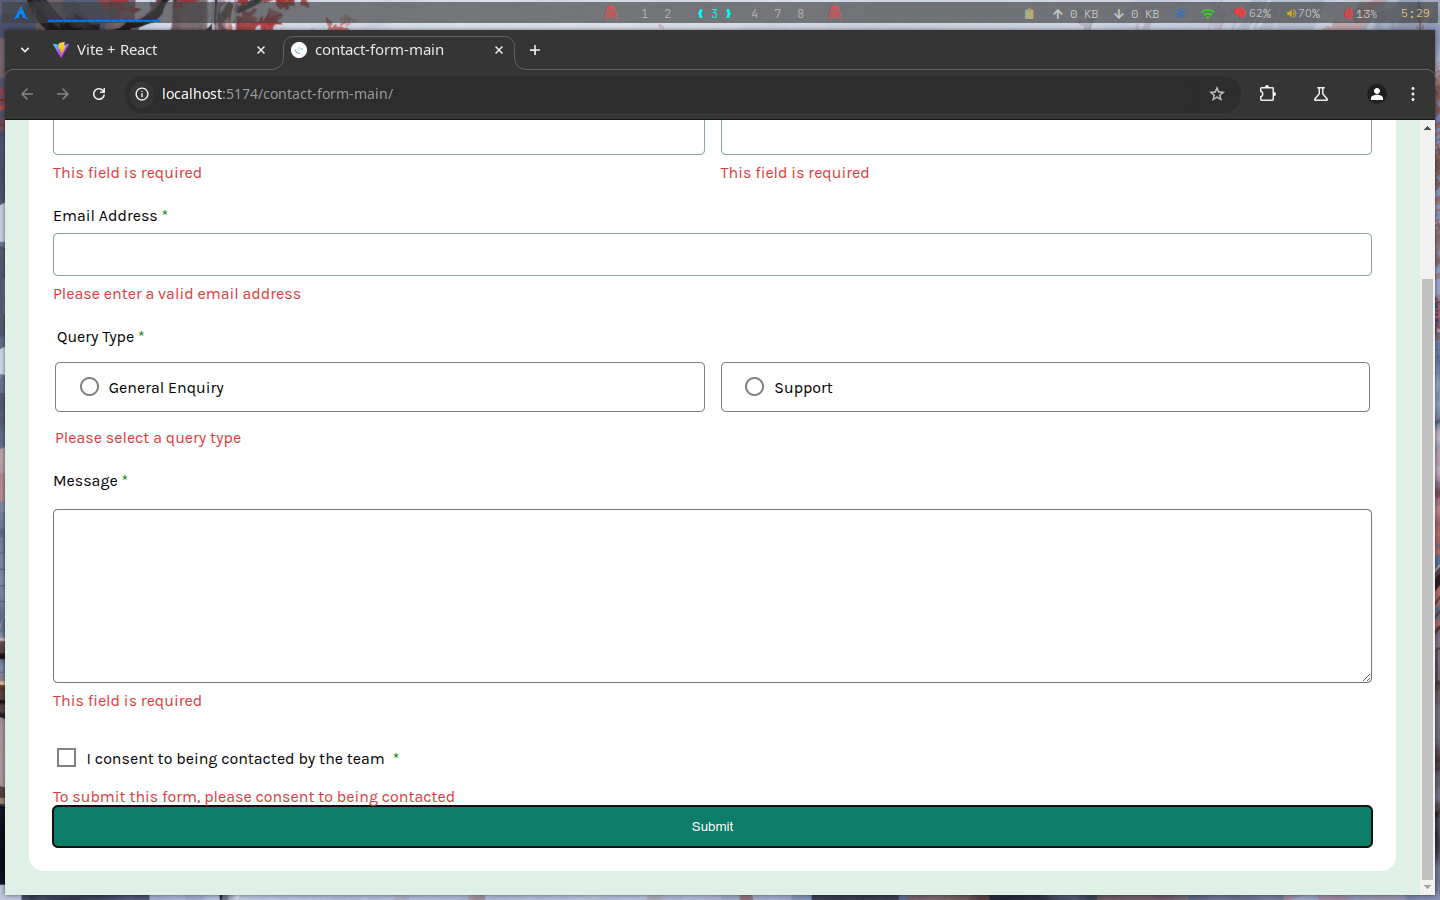 1 2 3 4 7 8 0 KB 0 KB 62% 70% 13% 5:29
Vite + React contact-form-main
localhost:5174/contact-form-main/
This field is required This field is required
Email Address *
Please enter a valid email address
Query Type *
General Enquiry Support
Please select a query type
Message *
This field is required
I consent to being contacted by the team *
To submit this form, please consent to being contacted
Submit